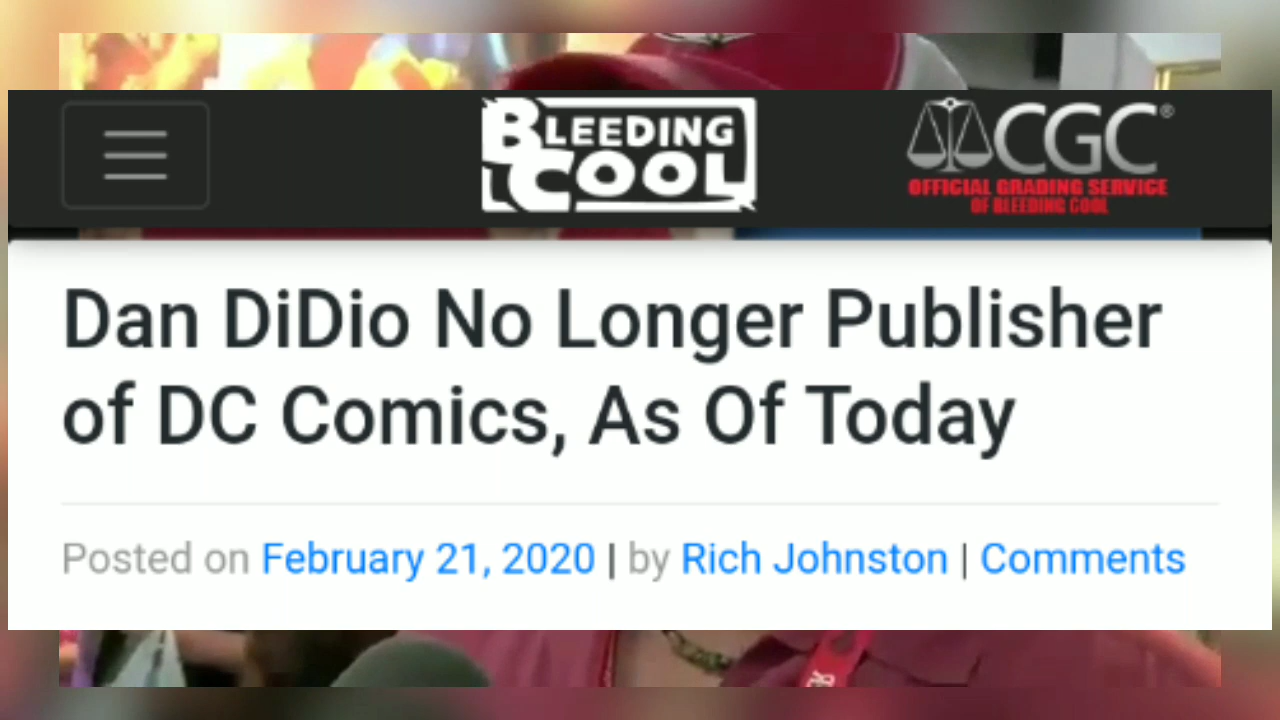 BLEEDING
COOL
CGC®
OFFICIAL GRADING SERVICE
OF BLEEDING COOL
Dan DiDio No Longer Publisher
of DC Comics, As Of Today
Posted on February 21, 2020 | by Rich Johnston | Comments